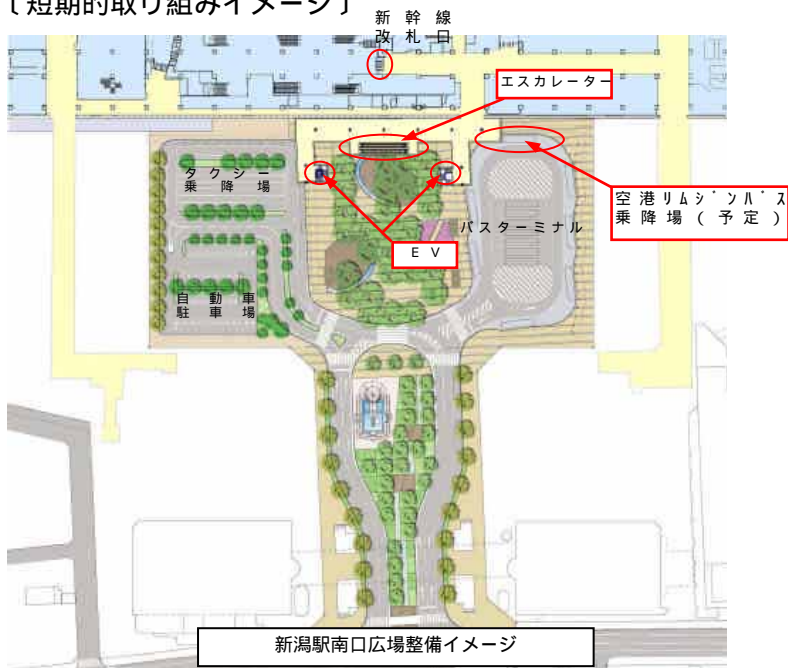 〔短期的取り組みイメージ〕
新幹線
改札口
エスカレーター
タクシー
乗降場
空港リムジンバス
乗降場(予定)
バスターミナル
EV
自動車
駐車場
新潟駅南口広場整備イメージ